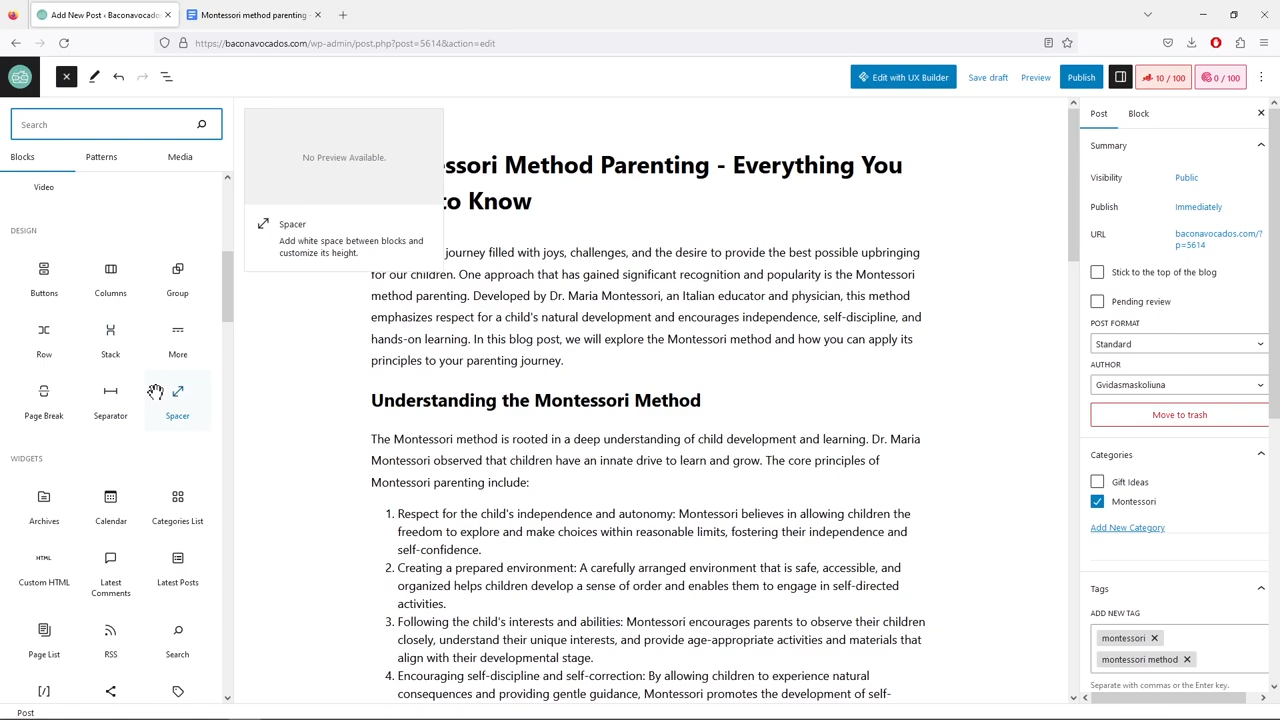 Add New Post ‹ Baconavocados
Montessori method parenting -
https://baconavocados.com/wp-admin/post.php?post=5614&action=edit
Edit with UX Builder
Save draft
Preview
Publish
10 / 100
0 / 100
Search
Blocks
Patterns
Media
Video
DESIGN
Buttons
Columns
Group
Row
Stack
More
Page Break
Separator
Spacer
WIDGETS
Archives
Calendar
Categories List
HTML
Custom HTML
Latest
Comments
Latest Posts
Page List
RSS
Search
[/]
Post
No Preview Available.
Spacer
Add white space between blocks and
customize its height.
essori Method Parenting - Everything You
to Know
journey filled with joys, challenges, and the desire to provide the best possible upbringing
for our children. One approach that has gained significant recognition and popularity is the Montessori
method parenting. Developed by Dr. Maria Montessori, an Italian educator and physician, this method
emphasizes respect for a child's natural development and encourages independence, self-discipline, and
hands-on learning. In this blog post, we will explore the Montessori method and how you can apply its
principles to your parenting journey.
Understanding the Montessori Method
The Montessori method is rooted in a deep understanding of child development and learning. Dr. Maria
Montessori observed that children have an innate drive to learn and grow. The core principles of
Montessori parenting include:
1. Respect for the child's independence and autonomy: Montessori believes in allowing children the
freedom to explore and make choices within reasonable limits, fostering their independence and
self-confidence.
2. Creating a prepared environment: A carefully arranged environment that is safe, accessible, and
organized helps children develop a sense of order and enables them to engage in self-directed
activities.
3. Following the child's interests and abilities: Montessori encourages parents to observe their children
closely, understand their unique interests, and provide age-appropriate activities and materials that
align with their developmental stage.
4. Encouraging self-discipline and self-correction: By allowing children to experience natural
consequences and providing gentle guidance, Montessori promotes the development of self-
Post
Block
Summary
Visibility
Public
Publish
Immediately
URL
baconavocados.com/?
p=5614
Stick to the top of the blog
Pending review
POST FORMAT
Standard
AUTHOR
Gvidasmaskoliuna
Move to trash
Categories
Gift Ideas
Montessori
Add New Category
Tags
ADD NEW TAG
montessori
montessori method
Separate with commas or the Enter key.